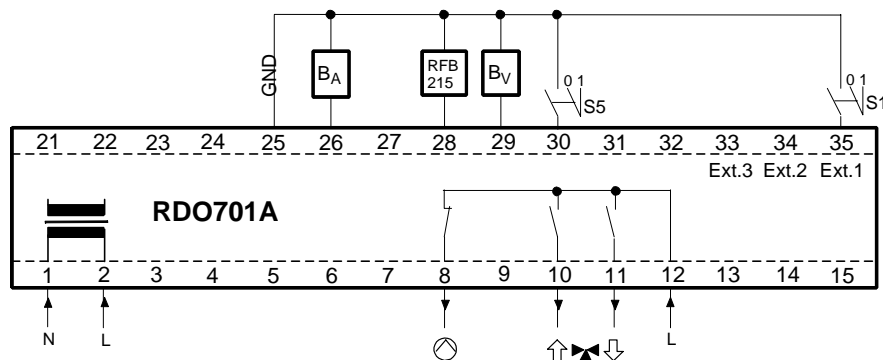 GND
B_A
RFB
215
B_V
0 1
S5
0 1
S1
21 22 23 24 25 26 27 28 29 30 31 32 33 34 35
Ext.3 Ext.2 Ext.1
RDO701A
1 2 3 4 5 6 7 8 9 10 11 12 13 14 15
N L L